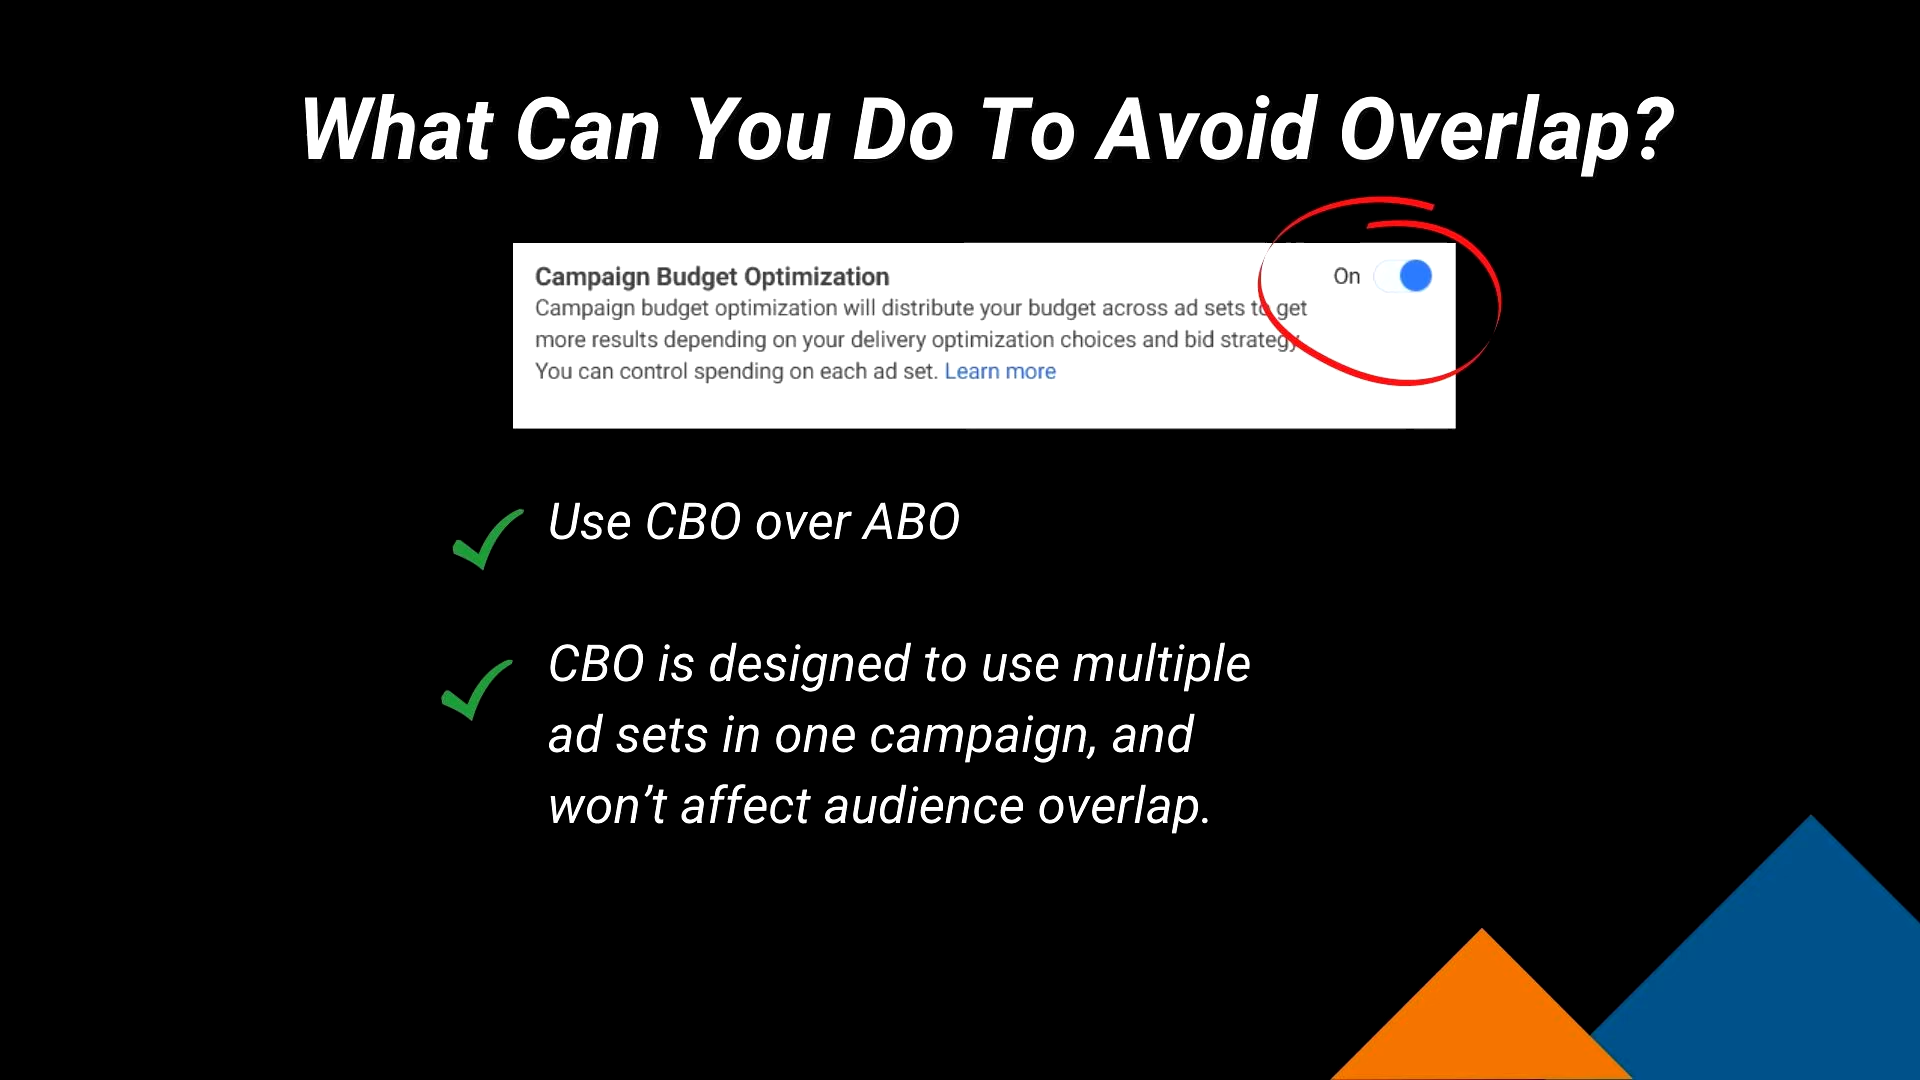 What Can You Do To Avoid Overlap?
Campaign Budget Optimization
On
Campaign budget optimization will distribute your budget across ad sets to get
more results depending on your delivery optimization choices and bid strategy.
You can control spending on each ad set. Learn more
Use CBO over ABO
CBO is designed to use multiple
ad sets in one campaign, and
won’t affect audience overlap.